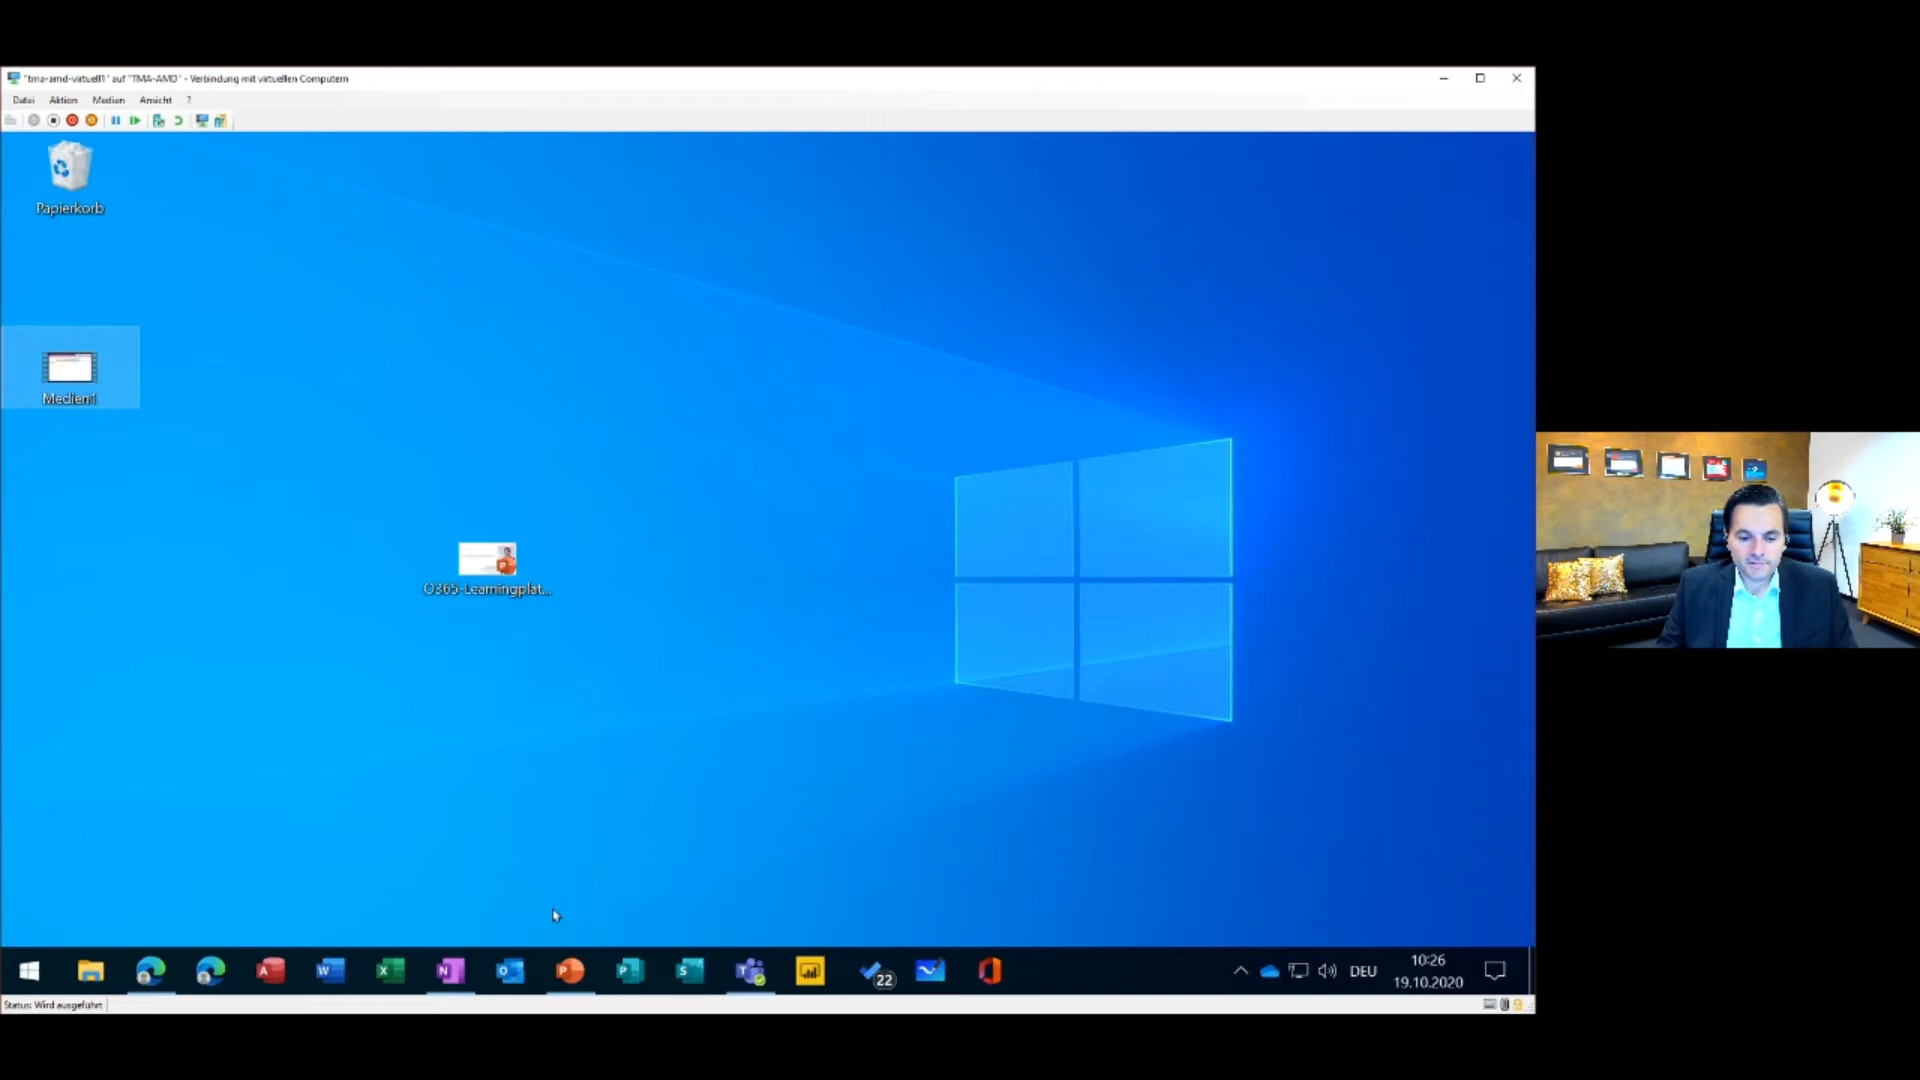 "tma-amd-virtuell1" auf "TMA-AMD" - Verbindung mit virtuellen Computern
Datei Aktion Medien Ansicht ?
Papierkorb
Medien1
O365-Learningplat...
22
DEU
10:26
19.10.2020
Status: Wird ausgeführt